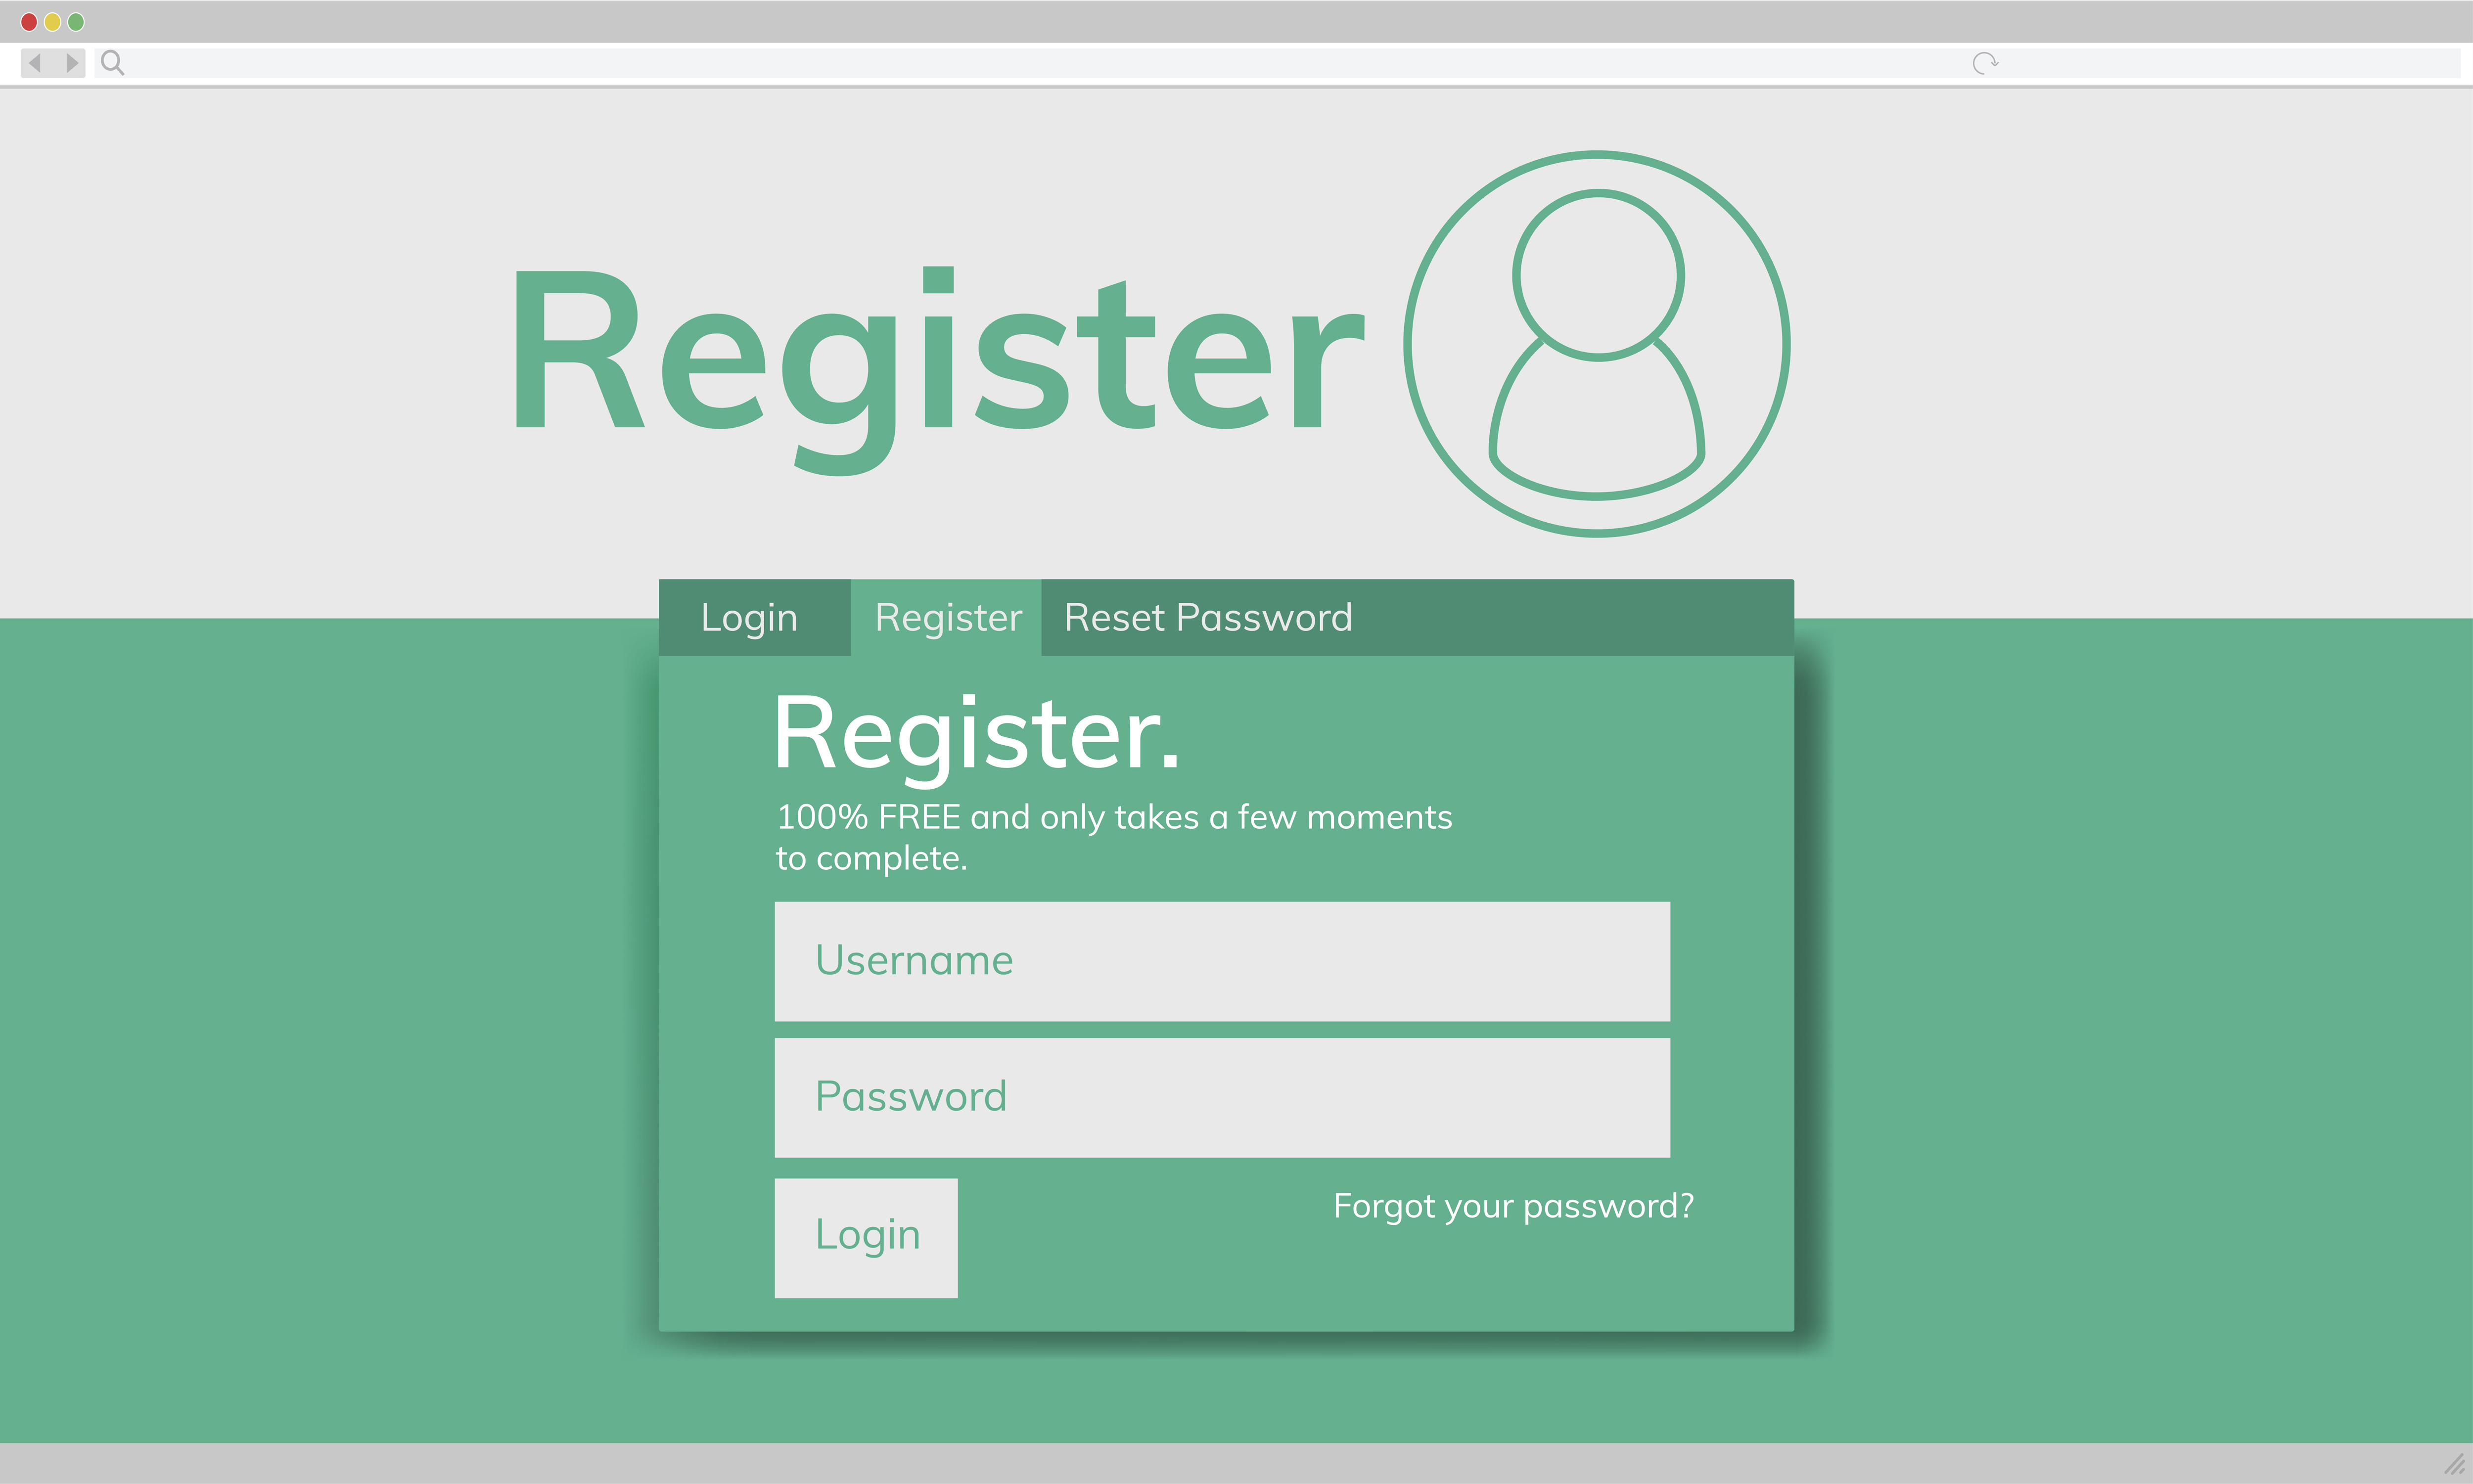 Register
Login
Register
Reset Password
Register.
100% FREE and only takes a few moments
to complete.
Username
Password
Login
Forgot your password?